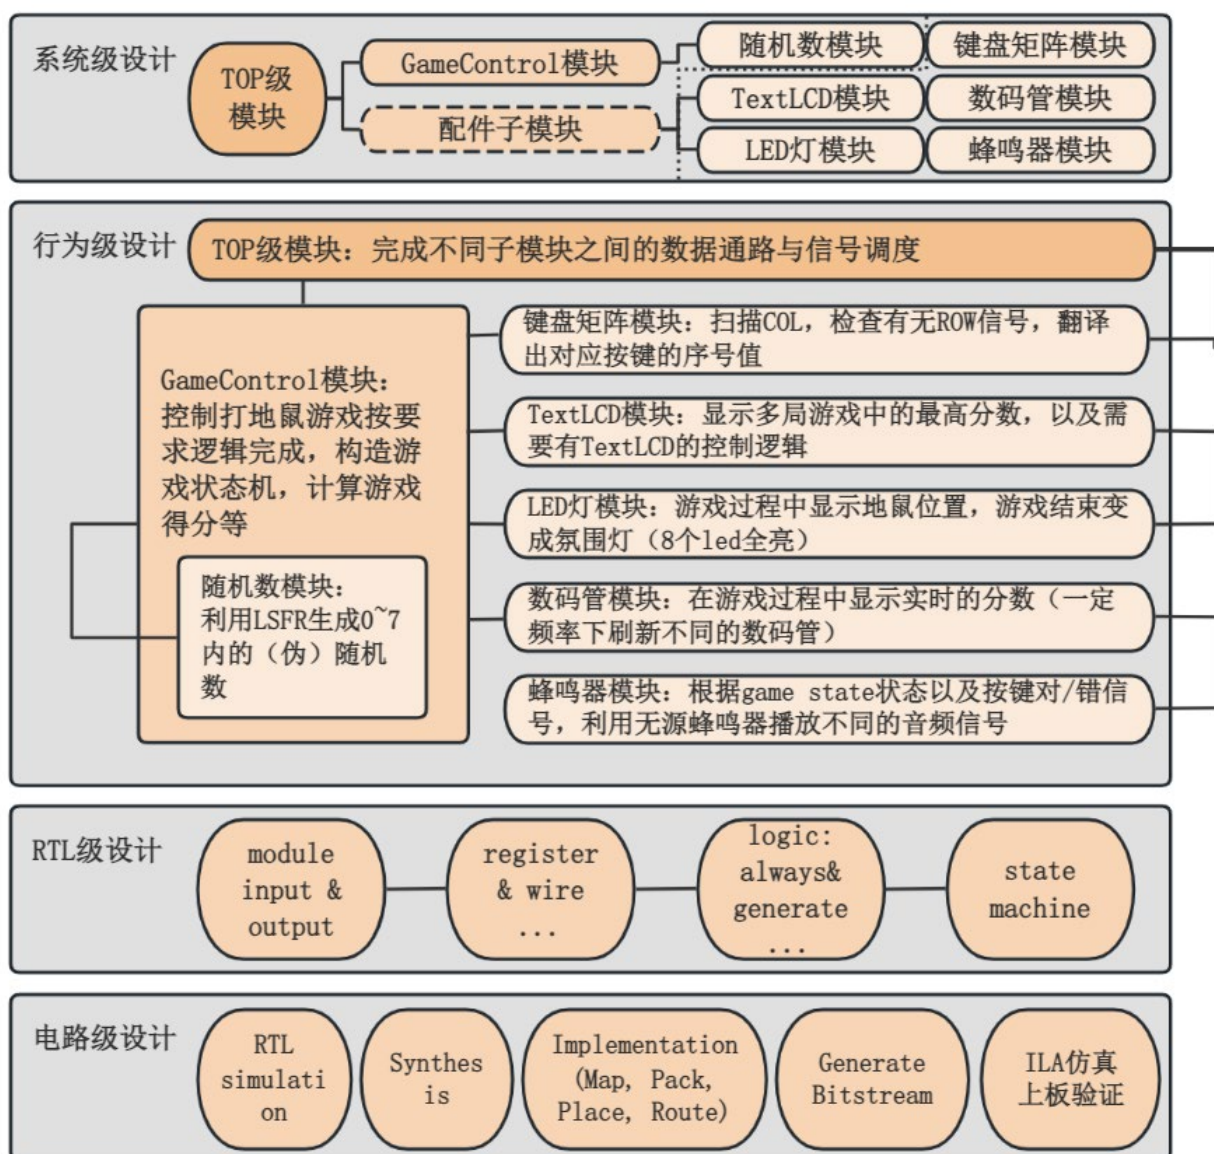 系统级设计
TOP级
模块
GameControl模块
配件子模块
随机数模块
键盘矩阵模块
TextLCD模块
数码管模块
LED灯模块
蜂鸣器模块
行为级设计
TOP级模块：完成不同子模块之间的数据通路与信号调度
GameControl模块：
控制打地鼠游戏按要
求逻辑完成，构造游
戏状态机，计算游戏
得分等
随机数模块：
利用LSFR生成0~7
内的（伪）随机
数
键盘矩阵模块：扫描COL，检查有无ROW信号，翻译
出对应按键的序号值
TextLCD模块：显示多局游戏中的最高分数，以及需
要有TextLCD的控制逻辑
LED灯模块：游戏过程中显示地鼠位置，游戏结束变
成氛围灯（8个led全亮）
数码管模块：在游戏过程中显示实时的分数（一定
频率下刷新不同的数码管）
蜂鸣器模块：根据game state状态以及按键对/错信
号，利用无源蜂鸣器播放不同的音频信号
RTL级设计
module
input &
output
register
& wire
...
logic:
always&
generate
...
state
machine
电路级设计
RTL
simulati
on
Synthes
is
Implementation
(Map, Pack,
Place, Route)
Generate
Bitstream
ILA仿真
上板验证